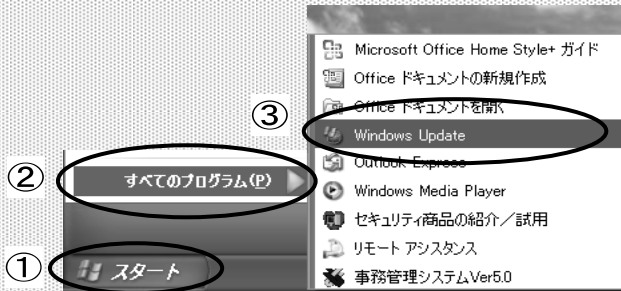 Microsoft Office Home Style+ ガイド
Office ドキュメントの新規作成
Office ドキュメントを開く
③
Windows Update
Outlook Express
② すべてのプログラム(P)
Windows Media Player
セキュリティ商品の紹介／試用
リモート アシスタンス
① スタート
事務管理システムVer5.0